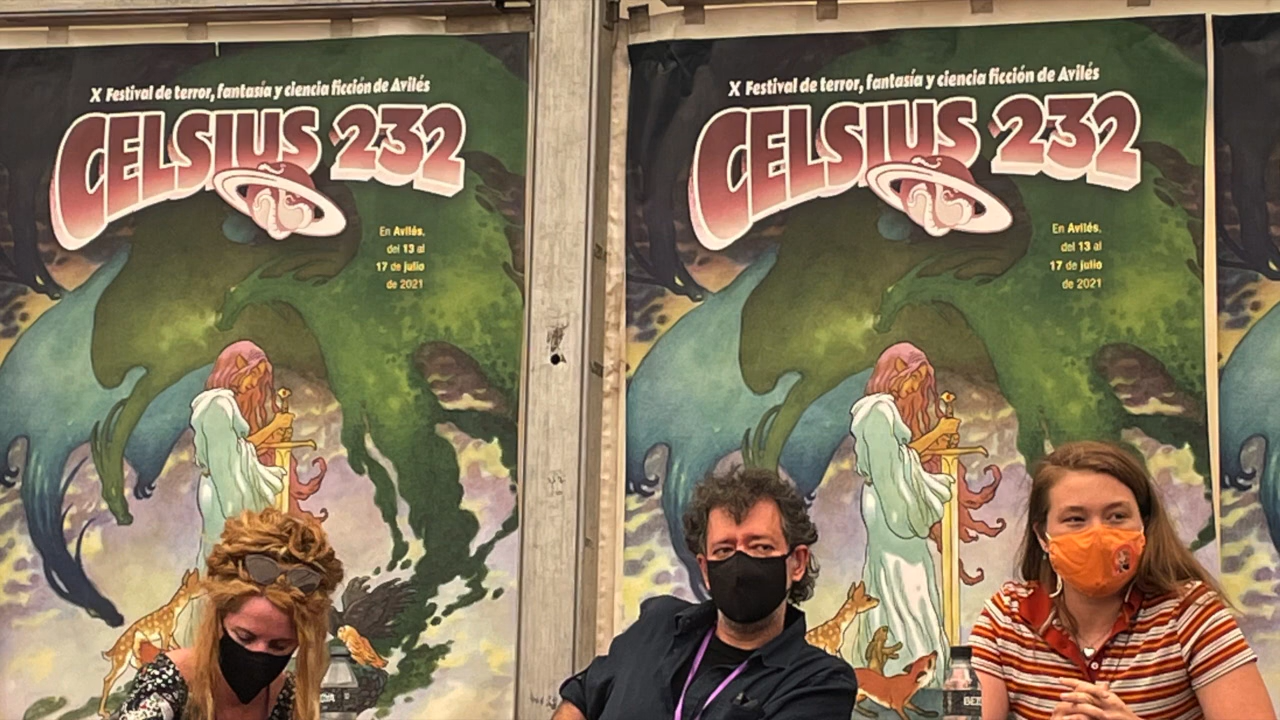 X Festival de terror, fantasía y ciencia ficción de Avilés
CELSIUS 232
En Avilés,
del 13 al
17 de julio
de 2021
X Festival de terror, fantasía y ciencia ficción de Avilés
CELSIUS 232
En Avilés,
del 13 al
17 de julio
de 2021